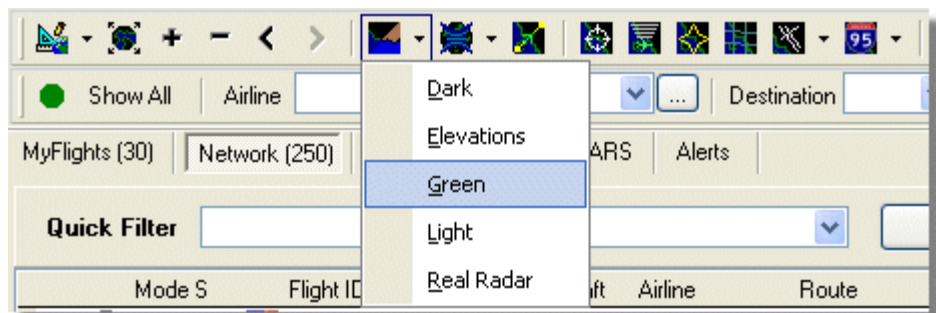 95
Show All Airline ... Destination
Dark
Elevations
MyFlights (30) Network (250) ARS Alerts
Green
Quick Filter
Light
Real Radar
Mode S Flight ID ft Airline Route